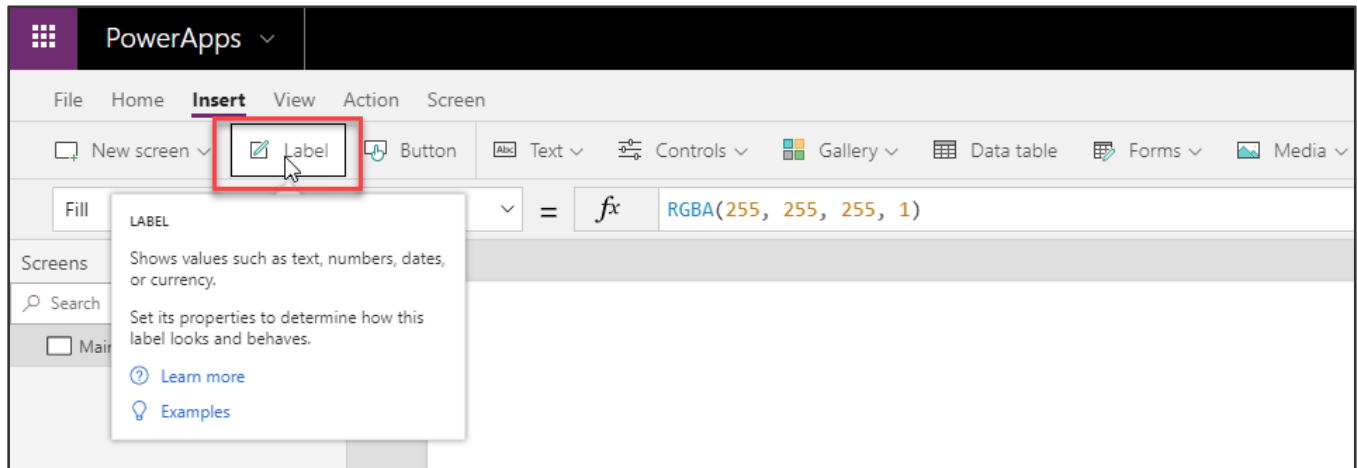 PowerApps
File Home Insert View Action Screen
New screen Label Button Abc Text Controls Gallery Data table Forms Media
Fill = fx RGBA(255, 255, 255, 1)
LABEL
Shows values such as text, numbers, dates,
or currency.
Set its properties to determine how this
label looks and behaves.
Learn more
Examples
Screens
Search